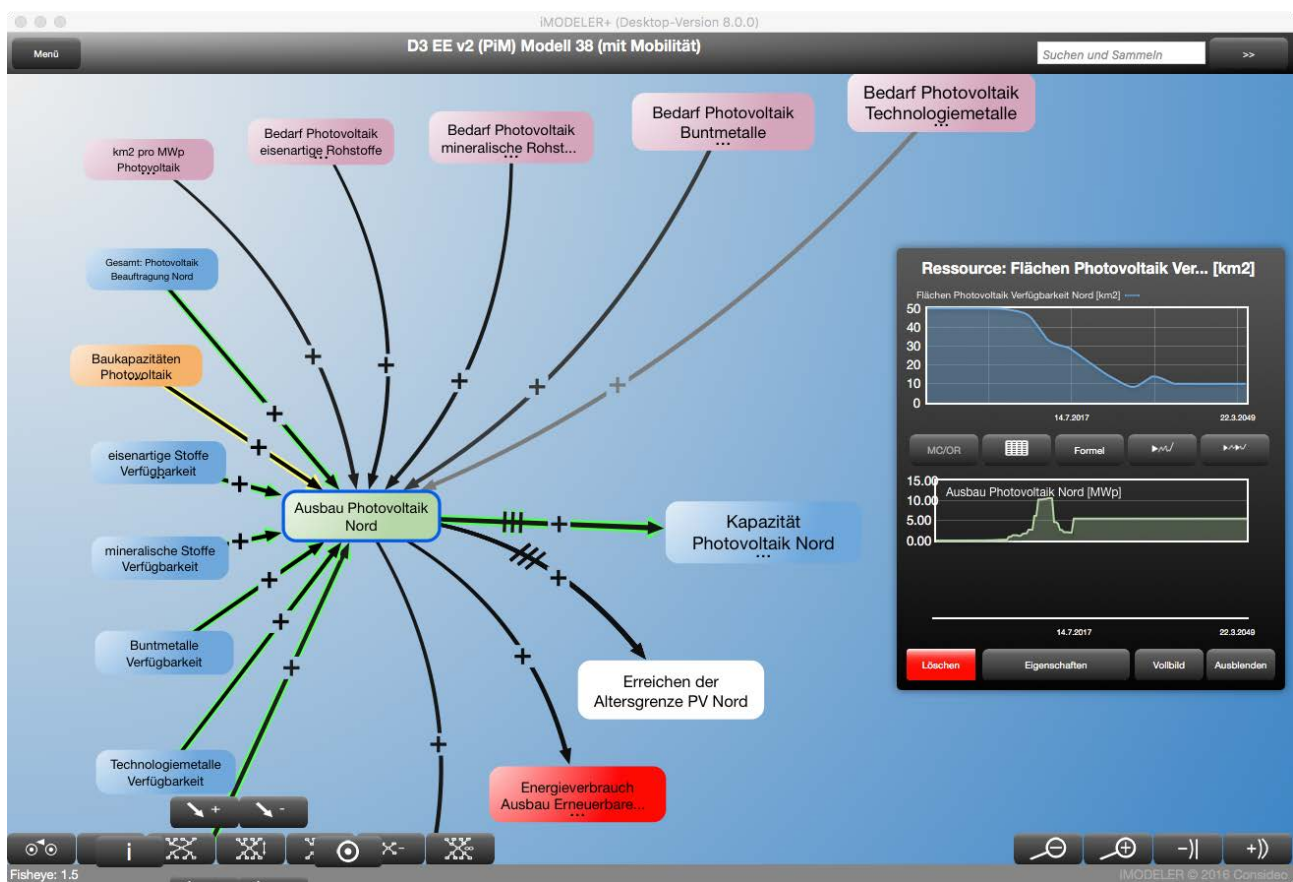 iMODELER+ (Desktop-Version 8.0.0)
Menü
D3 EE v2 (PiM) Modell 38 (mit Mobilität)
Suchen und Sammeln
>>
km2 pro MWp
Photovoltaik
...
Bedarf Photovoltaik
eisenartige Rohstoffe
...
Bedarf Photovoltaik
mineralische Rohst...
...
Bedarf Photovoltaik
Buntmetalle
...
Bedarf Photovoltaik
Technologiemetalle
...
Gesamt: Photovoltaik
Beauftragung Nord
Baukapazitäten
Photovoltaik
...
eisenartige Stoffe
Verfügbarkeit
...
mineralische Stoffe
Verfügbarkeit
Buntmetalle
Verfügbarkeit
Technologiemetalle
Verfügbarkeit
Ausbau Photovoltaik
Nord
Kapazität
Photovoltaik Nord
...
Erreichen der
Altersgrenze PV Nord
Energieverbrauch
Ausbau Erneuerbare...
...
Ressource: Flächen Photovoltaik Ver... [km2]
Flächen Photovoltaik Verfügbarkeit Nord [km2]
50
40
30
20
10
0
14.7.2017
22.3.2049
MC/OR
Formel
15.00
10.00
5.00
0.00
Ausbau Photovoltaik Nord [MWp]
14.7.2017
22.3.2049
Löschen
Eigenschaften
Vollbild
Ausblenden
Fisheye: 1.5
iMODELER © 2016 Consideo